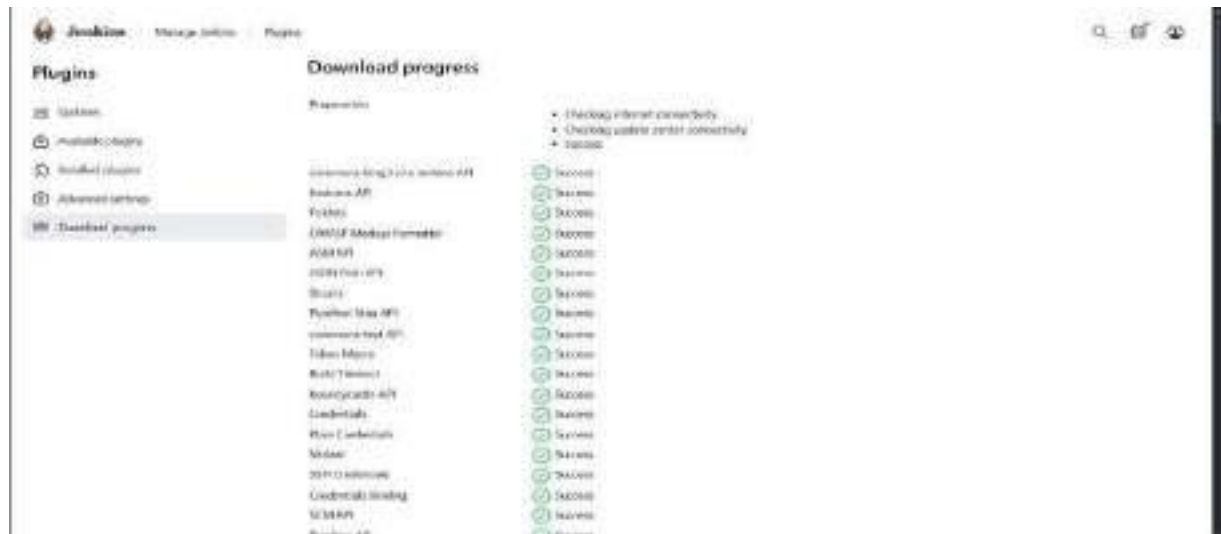 Jenkins Manage Jenkins Plugins
Plugins
Updates
Available plugins
Installed plugins
Advanced settings
Download progress
Download progress
Preparation
Checking internet connectivity
Checking update center connectivity
Success
API Success
API Success
Folders Success
OWASP Markup Formatter Success
ASM API Success
JSON Path API Success
Structs Success
Pipeline: Step API Success
commons-text API Success
Token Macro Success
Build Timeout Success
bouncycastle API Success
Credentials Success
Plain Credentials Success
Success
SSH Credentials Success
Credentials Binding Success
SCM API Success
API